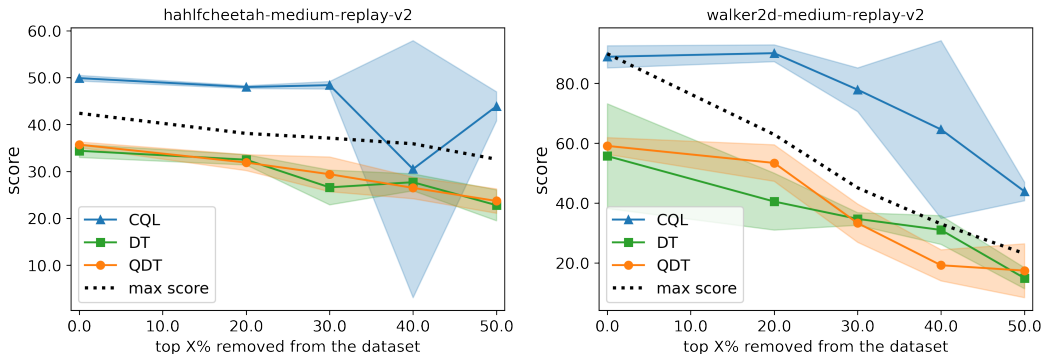 hahlfcheetah-medium-replay-v2
60.0
50.0
40.0
30.0
20.0
10.0
score
CQL
DT
QDT
max score
0.0 10.0 20.0 30.0 40.0 50.0
top X% removed from the dataset
walker2d-medium-replay-v2
80.0
60.0
40.0
20.0
score
CQL
DT
QDT
max score
0.0 10.0 20.0 30.0 40.0 50.0
top X% removed from the dataset